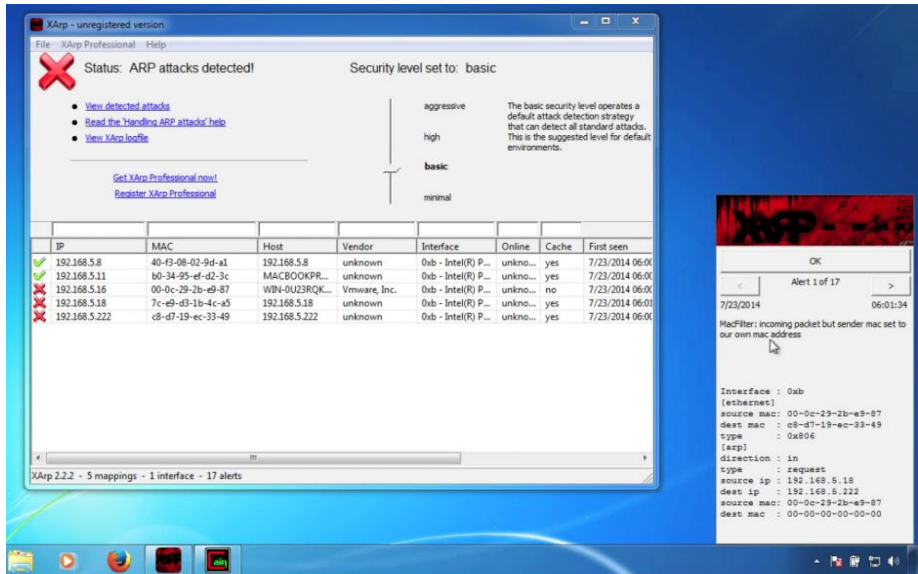 XArp - unregistered version
File XArp Professional Help
Status: ARP attacks detected!
Security level set to: basic
View detected attacks
Read the 'Handling ARP attacks' help
View XArp logfile
Get XArp Professional now!
Register XArp Professional
aggressive
high
basic
minimal
The basic security level operates a
default attack detection strategy
that can detect all standard attacks.
This is the suggested level for default
environments.
IP MAC Host Vendor Interface Online Cache First seen
192.168.5.8 40-f3-08-02-9d-a1 192.168.5.8 unknown 0xb - Intel(R) P... unkno... yes 7/23/2014 06:00
192.168.5.11 b0-34-95-ef-d2-3c MACBOOKPR... unknown 0xb - Intel(R) P... unkno... yes 7/23/2014 06:00
192.168.5.16 00-0c-29-2b-e9-87 WIN-0U23RQK... Vmware, Inc. 0xb - Intel(R) P... unkno... no 7/23/2014 06:00
192.168.5.18 7c-e9-d3-1b-4c-a5 192.168.5.18 unknown 0xb - Intel(R) P... unkno... yes 7/23/2014 06:01
192.168.5.222 c8-d7-19-ec-33-49 192.168.5.222 unknown 0xb - Intel(R) P... unkno... yes 7/23/2014 06:00
XArp 2.2.2 - 5 mappings - 1 interface - 17 alerts
XARP
OK
< Alert 1 of 17 >
7/23/2014 06:01:34
MacFilter: incoming packet but sender mac set to
our own mac address
Interface : 0xb
[ethernet]
source mac: 00-0c-29-2b-e9-87
dest mac : c8-d7-19-ec-33-49
type : 0x806
[arp]
direction : in
type : request
source ip : 192.168.5.18
dest ip : 192.168.5.222
source mac: 00-0c-29-2b-e9-87
dest mac : 00-00-00-00-00-00
ain